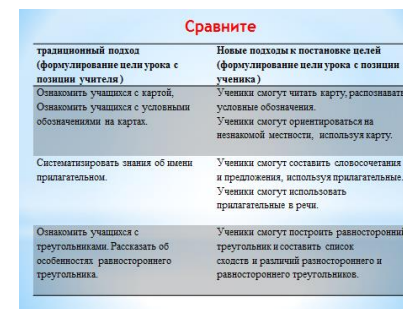 Сравните
традиционный подход
(формулирование цели урока с
позиции учителя )
Новые подходы к постановке целей
(формулирование цели урока с позиции
ученика )
Ознакомить учащихся с картой,
Ознакомить учащихся с условными
обозначениями на картах.
Ученики смогут читать карту, распознавать
условные обозначения.
Ученики смогут ориентироваться на
незнакомой местности, используя карту.
Систематизировать знания об имени
прилагательном.
Ученики смогут составить словосочетания
и предложения, используя прилагательные.
Ученики смогут использовать
прилагательные в речи.
Ознакомить учащихся с
треугольниками. Рассказать об
особенностях равностороннего
треугольника.
Ученики смогут построить равносторонний
треугольник и составить список
сходств и различий разностороннего и
равностороннего треугольников.